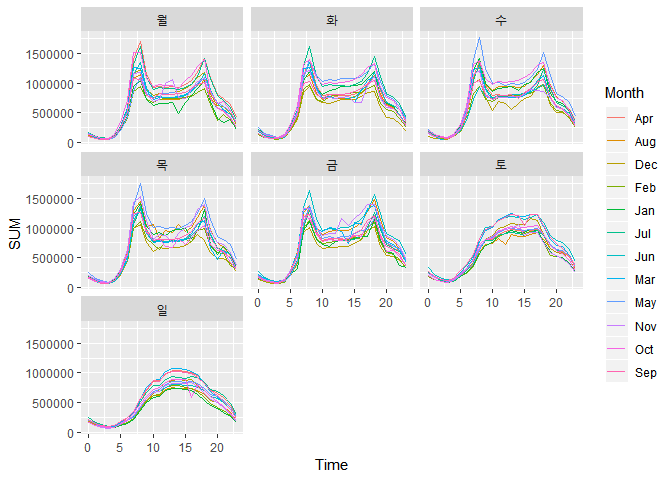 월 화 수
1500000
1000000
500000
0
목 금 토
1500000
1000000
500000
0
0 5 10 15 20 0 5 10 15 20
일
1500000
1000000
500000
0
0 5 10 15 20
Time
SUM
Month
Apr
Aug
Dec
Feb
Jan
Jul
Jun
Mar
May
Nov
Oct
Sep